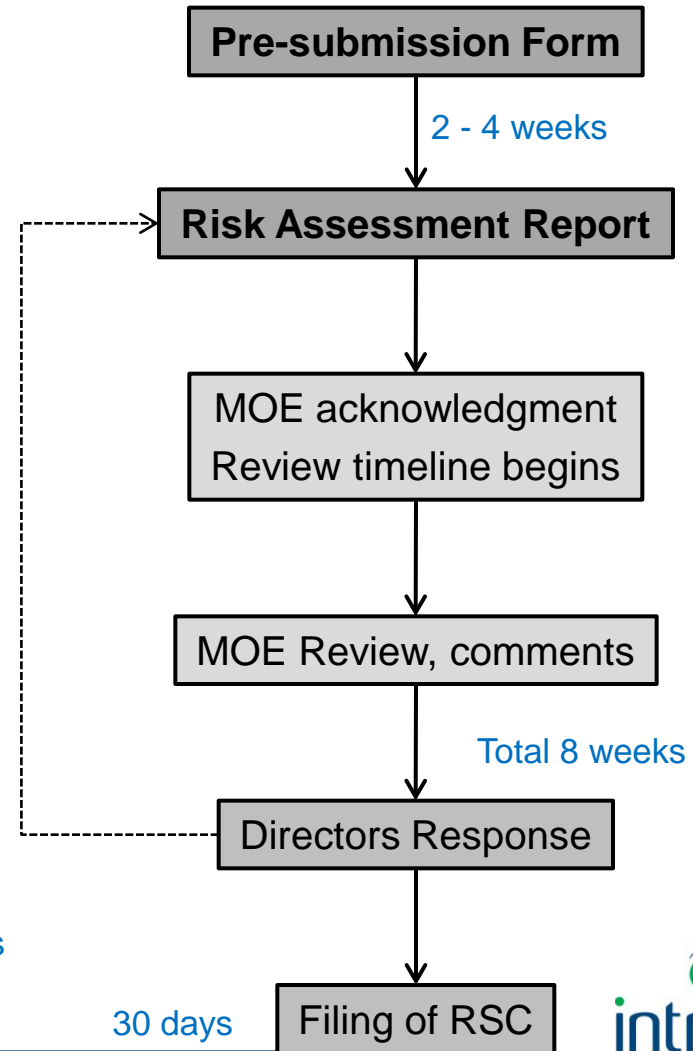 Pre-submission Form
2 - 4 weeks
Risk Assessment Report
MOE acknowledgment
Review timeline begins
MOE Review, comments
Total 8 weeks
Directors Response
30 days
Filing of RSC